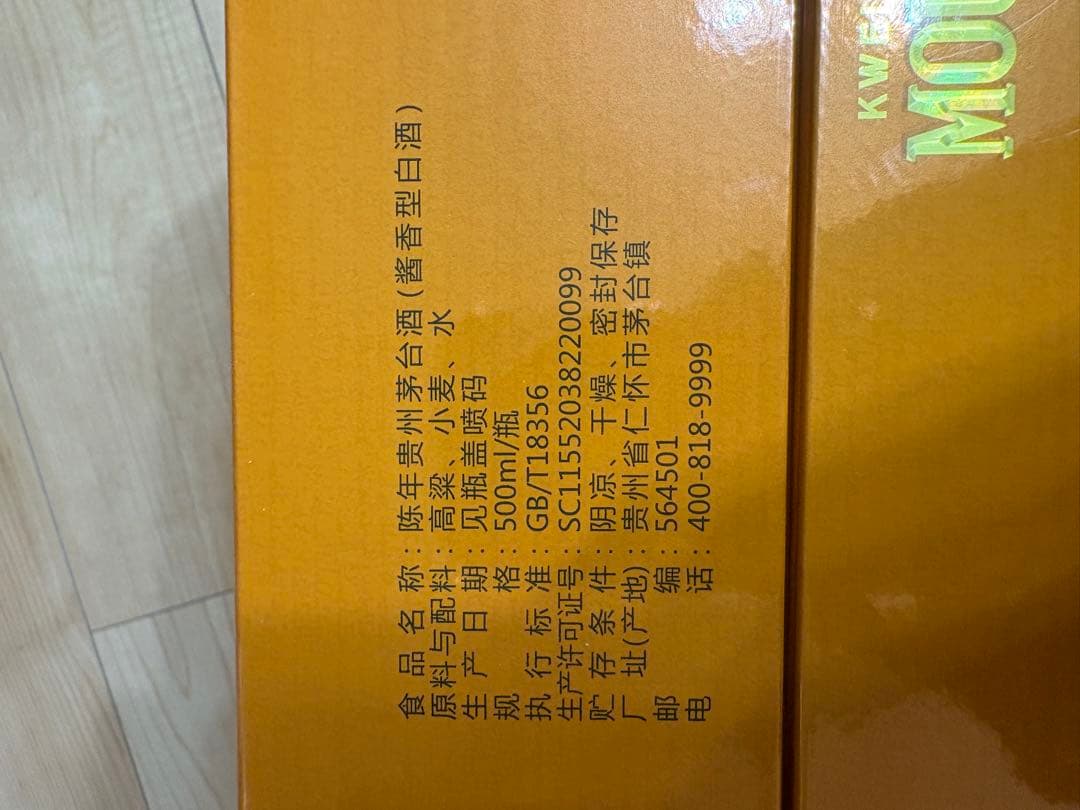 食品名称：陈年贵州茅台酒（酱香型白酒）
原料与配料：高粱、小麦、水
生产日期：见瓶盖喷码
规格：500ml/瓶
执行标准：GB/T18356
生产许可证号：SC11552038220099
贮存条件：阴凉、干燥、密封保存
厂址(产地)：贵州省仁怀市茅台镇
邮编：564501
电话：400-818-9999